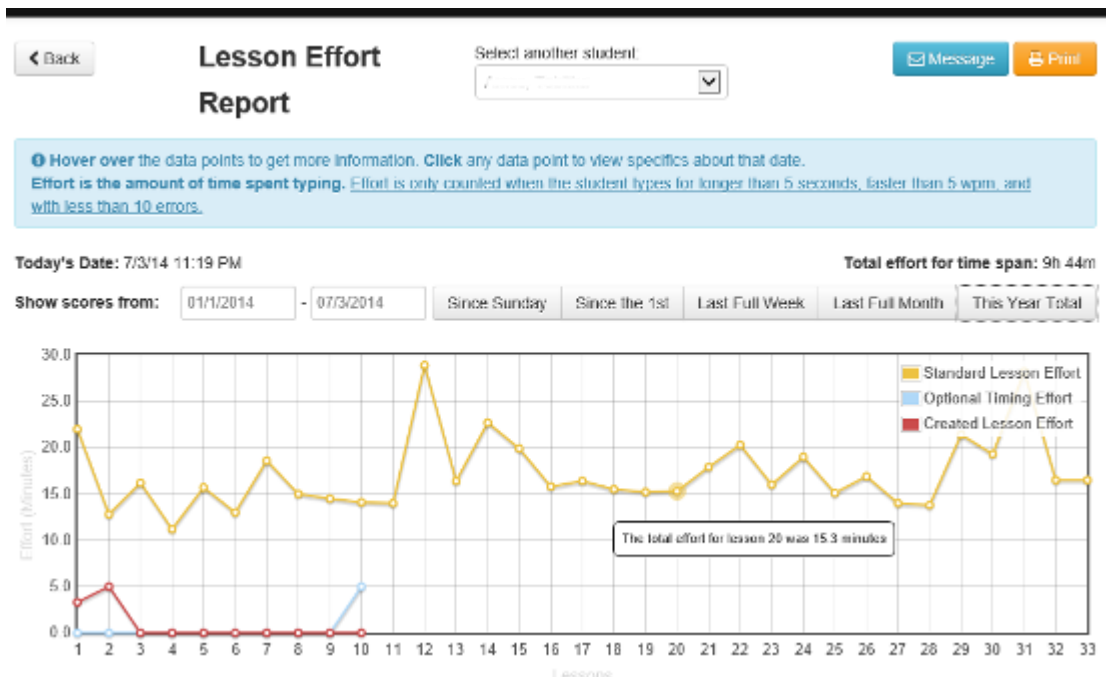 Back
Lesson Effort
Report
Select another student:
Message
Print
Hover over the data points to get more information. Click any data point to view specifics about that date.
Effort is the amount of time spent typing. Effort is only counted when the student types for longer than 5 seconds, faster than 5 wpm, and
with less than 10 errors.
Today's Date: 7/3/14 11:19 PM
Total effort for time span: 9h 44m
Show scores from:
01/1/2014 - 07/3/2014
Since Sunday
Since the 1st
Last Full Week
Last Full Month
This Year Total
30.0
25.0
20.0
15.0
10.0
5.0
0.0
Effort (Minutes)
Standard Lesson Effort
Optional Timing Effort
Created Lesson Effort
The total effort for lesson 20 was 15.3 minutes
1 2 3 4 5 6 7 8 9 10 11 12 13 14 15 16 17 18 19 20 21 22 23 24 25 26 27 28 29 30 31 32 33
Lessons